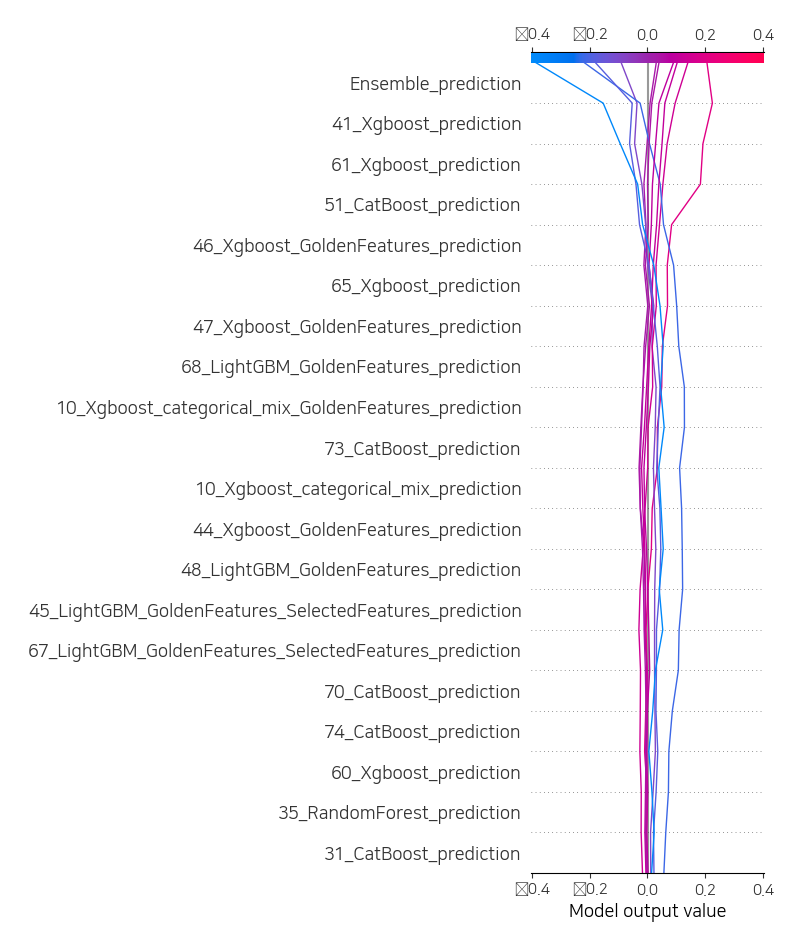 ▯0.4 ▯0.2 0.0 0.2 0.4
Ensemble_prediction
41_Xgboost_prediction
61_Xgboost_prediction
51_CatBoost_prediction
46_Xgboost_GoldenFeatures_prediction
65_Xgboost_prediction
47_Xgboost_GoldenFeatures_prediction
68_LightGBM_GoldenFeatures_prediction
10_Xgboost_categorical_mix_GoldenFeatures_prediction
73_CatBoost_prediction
10_Xgboost_categorical_mix_prediction
44_Xgboost_GoldenFeatures_prediction
48_LightGBM_GoldenFeatures_prediction
45_LightGBM_GoldenFeatures_SelectedFeatures_prediction
67_LightGBM_GoldenFeatures_SelectedFeatures_prediction
70_CatBoost_prediction
74_CatBoost_prediction
60_Xgboost_prediction
35_RandomForest_prediction
31_CatBoost_prediction
▯0.4 ▯0.2 0.0 0.2 0.4
Model output value